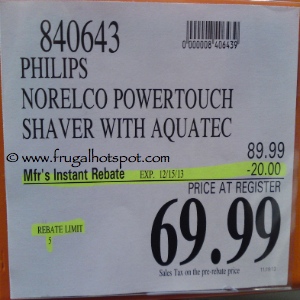 840643
0000008406439
PHILIPS
NORELCO POWERTOUCH
SHAVER WITH AQUATEC
© www.frugalhotspot.com
89.99
Mfr's Instant Rebate EXP. 12/15/13 -20.00
PRICE AT REGISTER
REBATE LIMIT
5
69.99
Sales Tax on the pre-rebate price